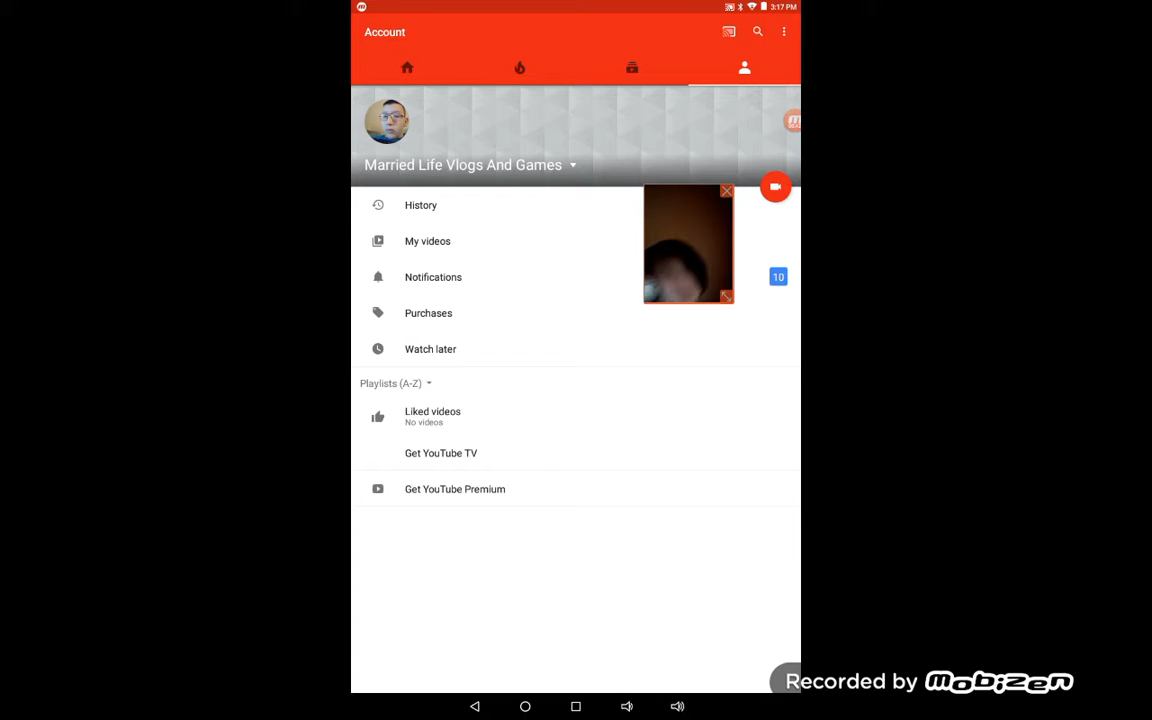 3:17 PM
Account
Married Life Vlogs And Games
History
My videos
Notifications
10
Purchases
Watch later
Playlists (A-Z)
Liked videos
No videos
Get YouTube TV
Get YouTube Premium
Recorded by mobizen